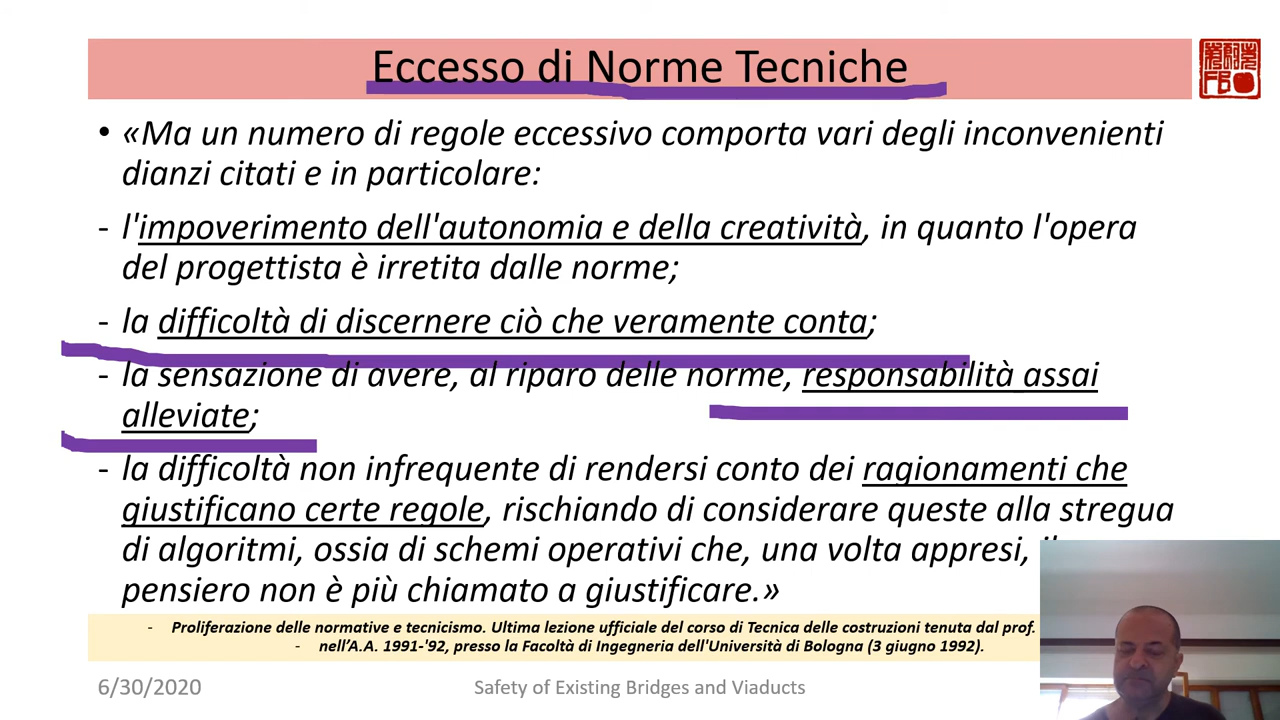 Eccesso di Norme Tecniche
• «Ma un numero di regole eccessivo comporta vari degli inconvenienti
dianzi citati e in particolare:
- l'impoverimento dell'autonomia e della creatività, in quanto l'opera
del progettista è irretita dalle norme;
- la difficoltà di discernere ciò che veramente conta;
- la sensazione di avere, al riparo delle norme, responsabilità assai
alleviate;
- la difficoltà non infrequente di rendersi conto dei ragionamenti che
giustificano certe regole, rischiando di considerare queste alla stregua
di algoritmi, ossia di schemi operativi che, una volta appresi,
pensiero non è più chiamato a giustificare.»
- Proliferazione delle normative e tecnicismo. Ultima lezione ufficiale del corso di Tecnica delle costruzioni tenuta dal prof.
- nell'A.A. 1991-'92, presso la Facoltà di Ingegneria dell'Università di Bologna (3 giugno 1992).
6/30/2020
Safety of Existing Bridges and Viaducts